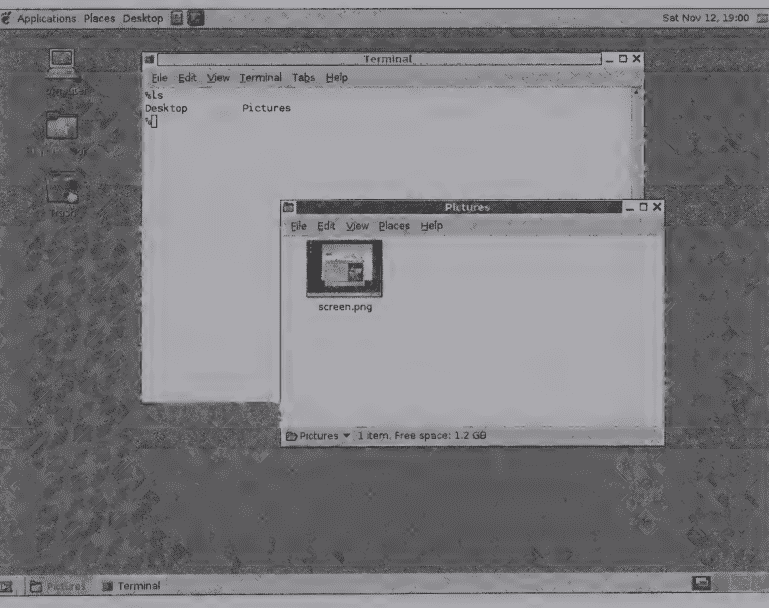 Applications Places Desktop
Sat Nov 12, 19:00
Terminal
File Edit View Terminal Tabs Help
%ls
Desktop Pictures
%
Pictures
File Edit View Places Help
screen.png
Pictures 1 item, Free space: 1.2 GB
Trash
Pictures
Terminal